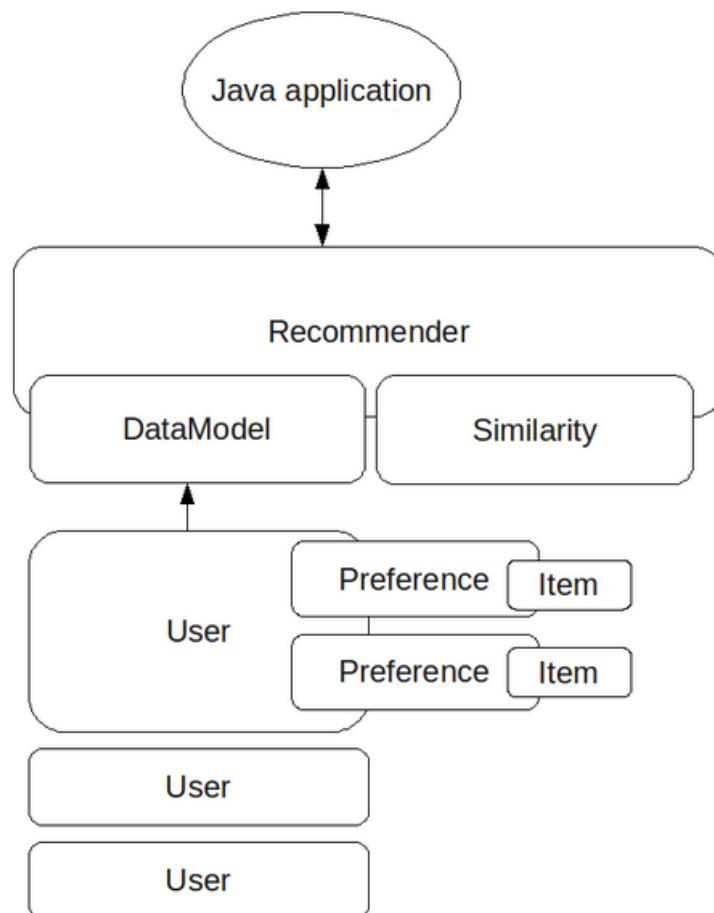 Java application
Recommender
DataModel
Similarity
Preference
Item
User
Preference
Item
User
User